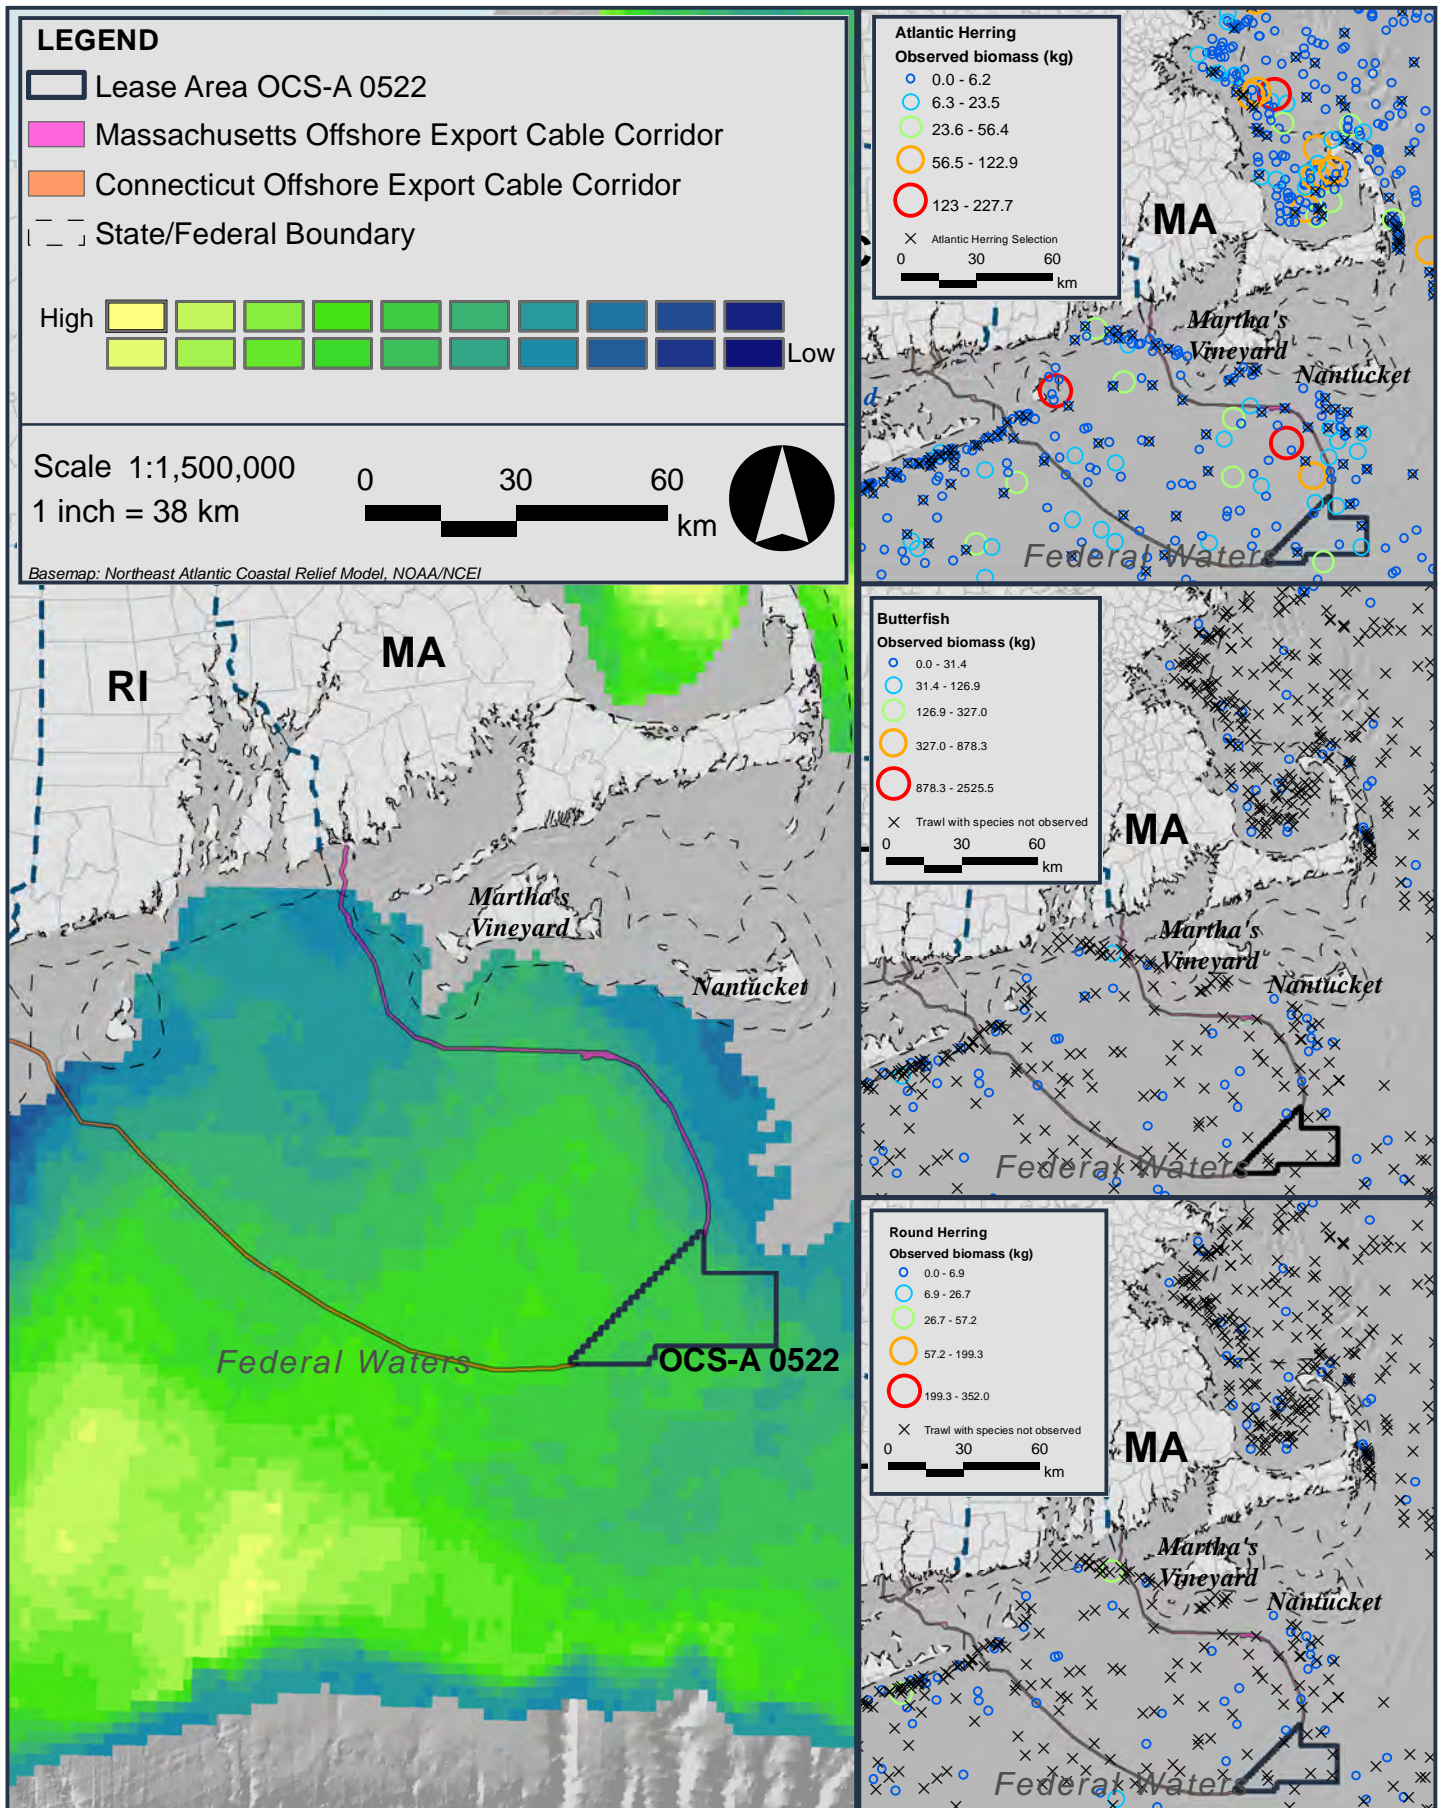 LEGEND
Lease Area OCS-A 0522
Massachusetts Offshore Export Cable Corridor
Connecticut Offshore Export Cable Corridor
State/Federal Boundary
High
Low
Scale 1:1,500,000
1 inch = 38 km
0 30 60
km
Basemap: Northeast Atlantic Coastal Relief Model, NOAA/NCEI
RI
MA
Martha's
Vineyard
Nantucket
Federal Waters
OCS-A 0522
Atlantic Herring
Observed biomass (kg)
0.0 - 6.2
6.3 - 23.5
23.6 - 56.4
56.5 - 122.9
123 - 227.7
Atlantic Herring Selection
0 30 60
km
MA
Martha's
Vineyard
Nantucket
d
Federal Waters
Butterfish
Observed biomass (kg)
0.0 - 31.4
31.4 - 126.9
126.9 - 327.0
327.0 - 878.3
878.3 - 2525.5
Trawl with species not observed
0 30 60
km
MA
Martha's
Vineyard
Nantucket
Federal Waters
Round Herring
Observed biomass (kg)
0.0 - 6.9
6.9 - 26.7
26.7 - 57.2
57.2 - 199.3
199.3 - 352.0
Trawl with species not observed
0 30 60
km
MA
Martha's
Vineyard
Nantucket
Federal Waters